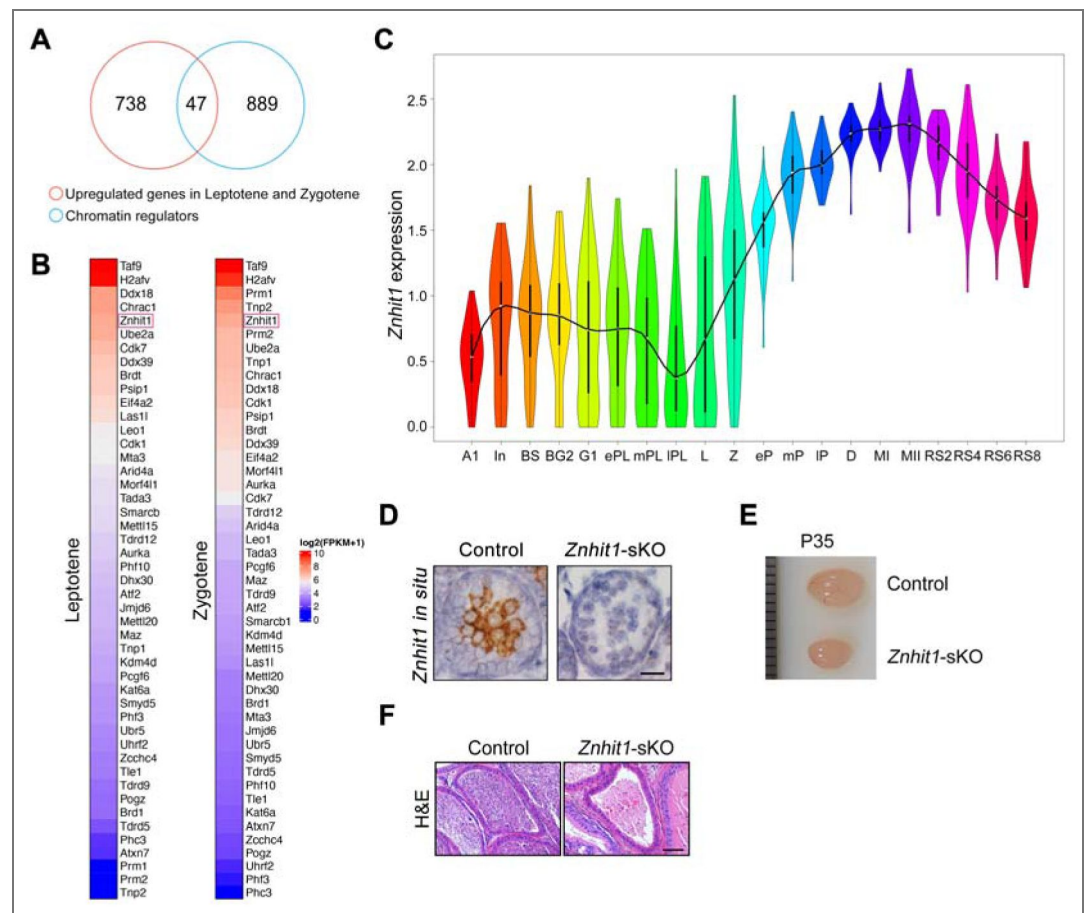 A
738
47
889
Upregulated genes in Leptotene and Zygotene
Chromatin regulators
B
Leptotene
Taf9
H2afv
Ddx18
Chrac1
Znhit1
Ube2a
Cdk7
Ddx39
Brdt
Psip1
Eif4a2
Las1l
Leo1
Cdk1
Mta3
Arid4a
Morf4l1
Tada3
Smarcb
Mettl15
Tdrd12
Aurka
Phf10
Dhx30
Atf2
Jmjd6
Mettl20
Maz
Tnp1
Kdm4d
Pcgf6
Kat6a
Smyd5
Phf3
Ubr5
Uhrf2
Zcchc4
Tle1
Tdrd9
Pogz
Brd1
Tdrd5
Phc3
Atxn7
Prm1
Prm2
Tnp2
Zygotene
Taf9
H2afv
Prm1
Tnp2
Znhit1
Prm2
Ube2a
Tnp1
Chrac1
Ddx18
Cdk1
Psip1
Brdt
Ddx39
Eif4a2
Morf4l1
Aurka
Cdk7
Tdrd12
Arid4a
Leo1
Tada3
Pcgf6
Maz
Tdrd9
Atf2
Smarcb1
Kdm4d
Mettl15
Las1l
Mettl20
Dhx30
Brd1
Mta3
Jmjd6
Ubr5
Smyd5
Tdrd5
Phf10
Tle1
Kat6a
Atxn7
Zcchc4
Pogz
Uhrf2
Phf3
Phc3
log2(FPKM+1)
10
8
6
4
2
0
C
Znhit1 expression
2.5
2.0
1.5
1.0
0.5
0.0
A1 In BS BG2 G1 ePL mPL lPL L Z eP mP lP D MI MII RS2 RS4 RS6 RS8
D
Control Znhit1-sKO
Znhit1 in situ
E
P35
Control
Znhit1-sKO
F
Control Znhit1-sKO
H&E